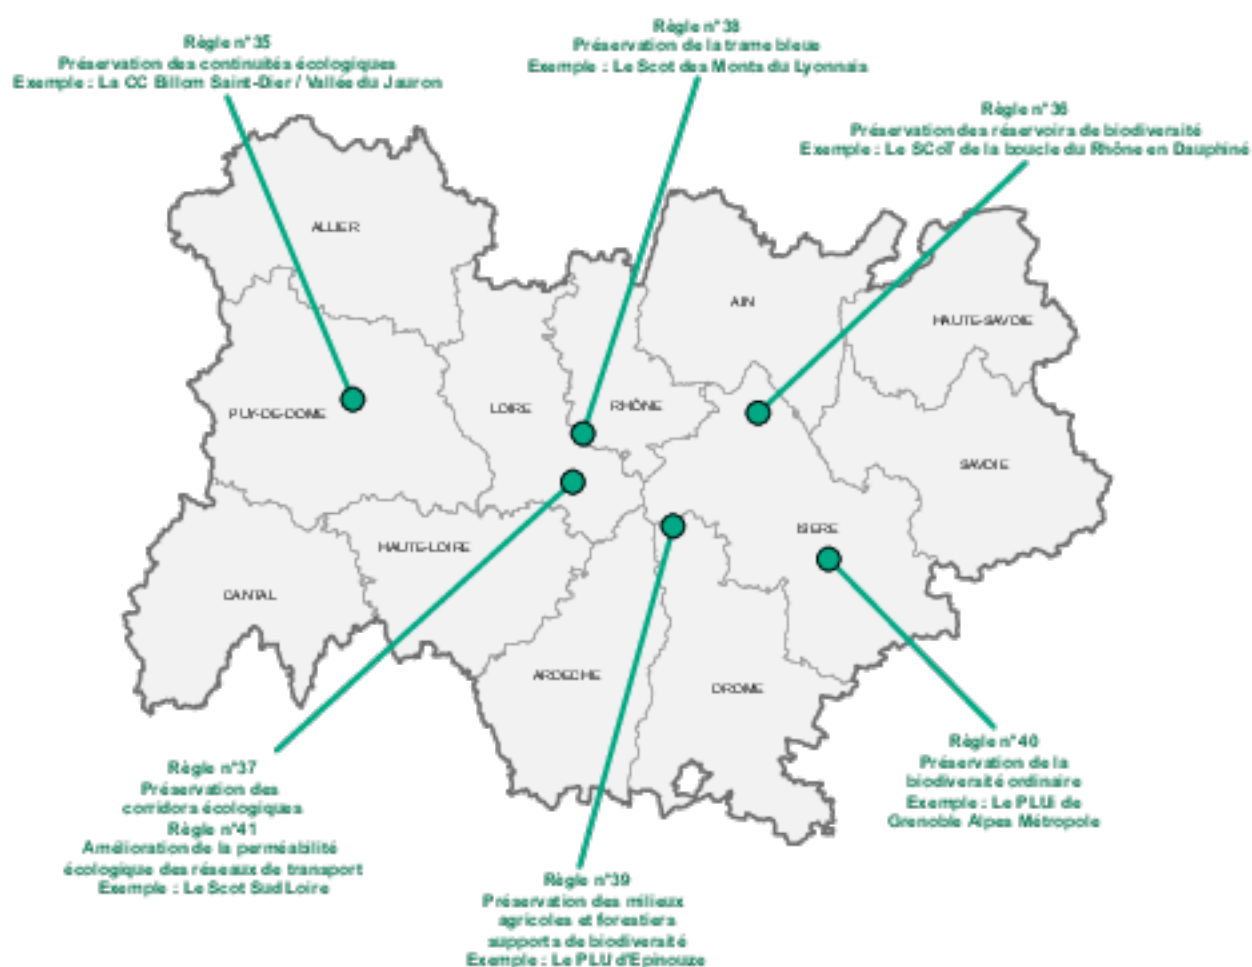 Règle n°35
Préservation des continuités écologiques
Exemple : La CC Billom Saint-Dier / Vallée du Jauron
Règle n°38
Préservation de la trame bleue
Exemple : Le Scot des Monts du Lyonnais
Règle n°36
Préservation des réservoirs de biodiversité
Exemple : Le SCoT de la boucle du Rhône en Dauphiné
ALLIER
AIN
HAUTE-SAVOIE
PUY-DE-DOME
LOIRE
RHÔNE
SAVOIE
ISERE
HAUTE-LOIRE
CANTAL
ARDECHE
DROME
Règle n°37
Préservation des
corridors écologiques
Règle n°41
Amélioration de la perméabilité
écologique des réseaux de transport
Exemple : Le Scot Sud Loire
Règle n°39
Préservation des milieux
agricoles et forestiers
supports de biodiversité
Exemple : Le PLU d'Epinouze
Règle n°40
Préservation de la
biodiversité ordinaire
Exemple : Le PLUi de
Grenoble Alpes Métropole